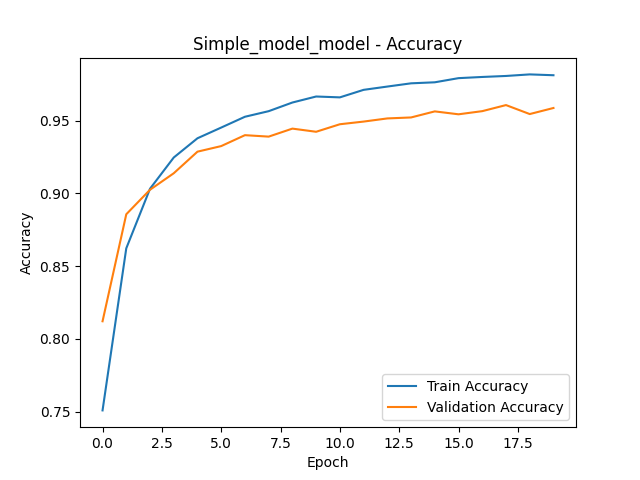 Simple_model_model - Accuracy
Accuracy
0.95
0.90
0.85
0.80
0.75
Train Accuracy
Validation Accuracy
0.0 2.5 5.0 7.5 10.0 12.5 15.0 17.5
Epoch